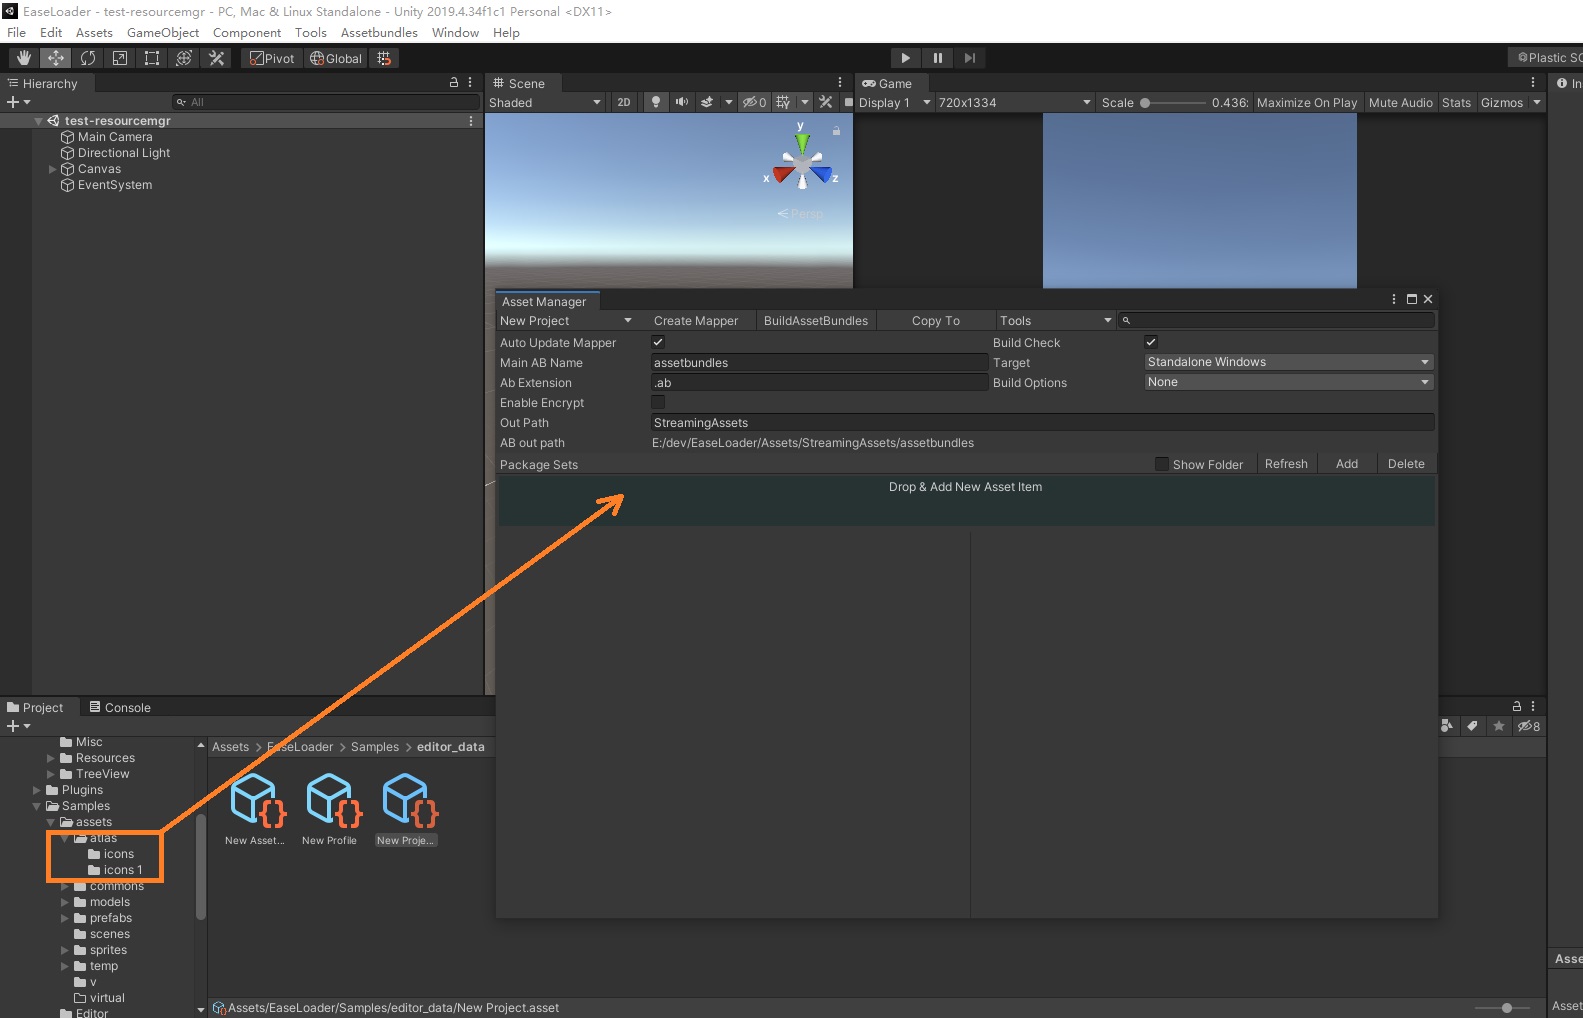 EaseLoader - test-resourcemgr - PC, Mac & Linux Standalone - Unity 2019.4.34f1c1 Personal <DX11>
File Edit Assets GameObject Component Tools Assetbundles Window Help
Pivot Global Plastic SC
Hierarchy
All
test-resourcemgr
Main Camera
Directional Light
Canvas
EventSystem
Scene
Shaded 2D 0
y
x z
Persp
Game
Display 1 720x1334 Scale 0.436: Maximize On Play Mute Audio Stats Gizmos
In
Asset Manager
New Project Create Mapper BuildAssetBundles Copy To Tools
Auto Update Mapper Build Check
Main AB Name assetbundles Target Standalone Windows
Ab Extension .ab Build Options None
Enable Encrypt
Out Path StreamingAssets
AB out path E:/dev/EaseLoader/Assets/StreamingAssets/assetbundles
Package Sets Show Folder Refresh Add Delete
Drop & Add New Asset Item
Project Console
8
Misc
Resources
TreeView
Plugins
Samples
assets
atlas
icons
icons 1
commons
models
prefabs
scenes
sprites
temp
v
virtual
Editor
Assets > EaseLoader > Samples > editor_data
New Asset... New Profile New Proje...
Assets/EaseLoader/Samples/editor_data/New Project.asset
Asse
Asset